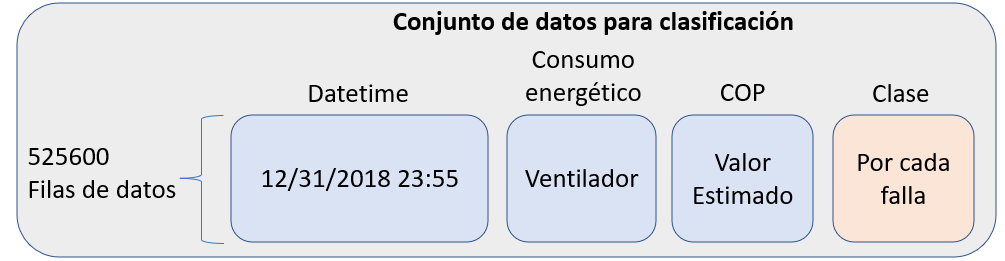 Conjunto de datos para clasificación
Datetime
Consumo
energético
COP
Clase
525600
Filas de datos
12/31/2018 23:55
Ventilador
Valor
Estimado
Por cada
falla